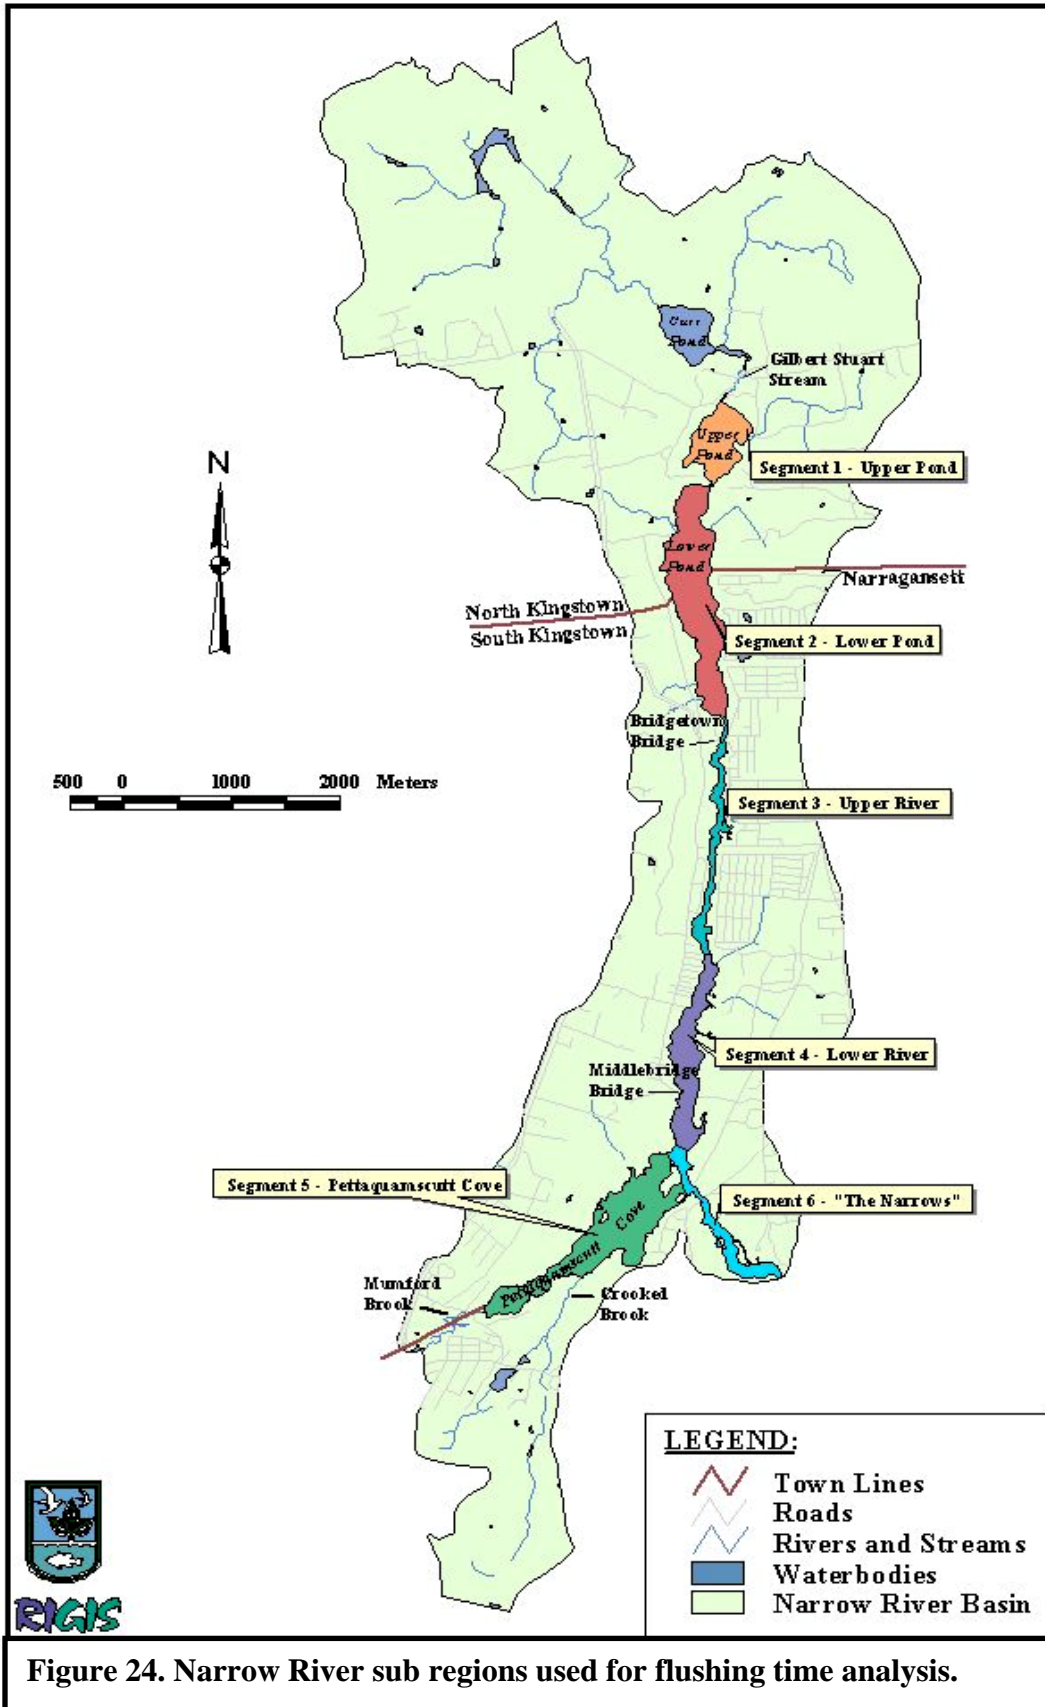 Carr
Pond
Gilbert Stuart
Stream
Upper
Pond
Segment 1 - Upper Pond
N
Lower
Pond
Narragansett
North Kingstown
South Kingstown
Segment 2 - Lower Pond
Bridgetown
Bridge
500 0 1000 2000 Meters
Segment 3 - Upper River
Segment 4 - Lower River
Middlebridge
Bridge
Segment 5 - Pettaquamscutt Cove
Segment 6 - "The Narrows"
Pettaquamscutt Cove
Mumford
Brook
Crooked
Brook
LEGEND:
Town Lines
Roads
Rivers and Streams
Waterbodies
Narrow River Basin
RIGIS
Figure 24. Narrow River sub regions used for flushing time analysis.